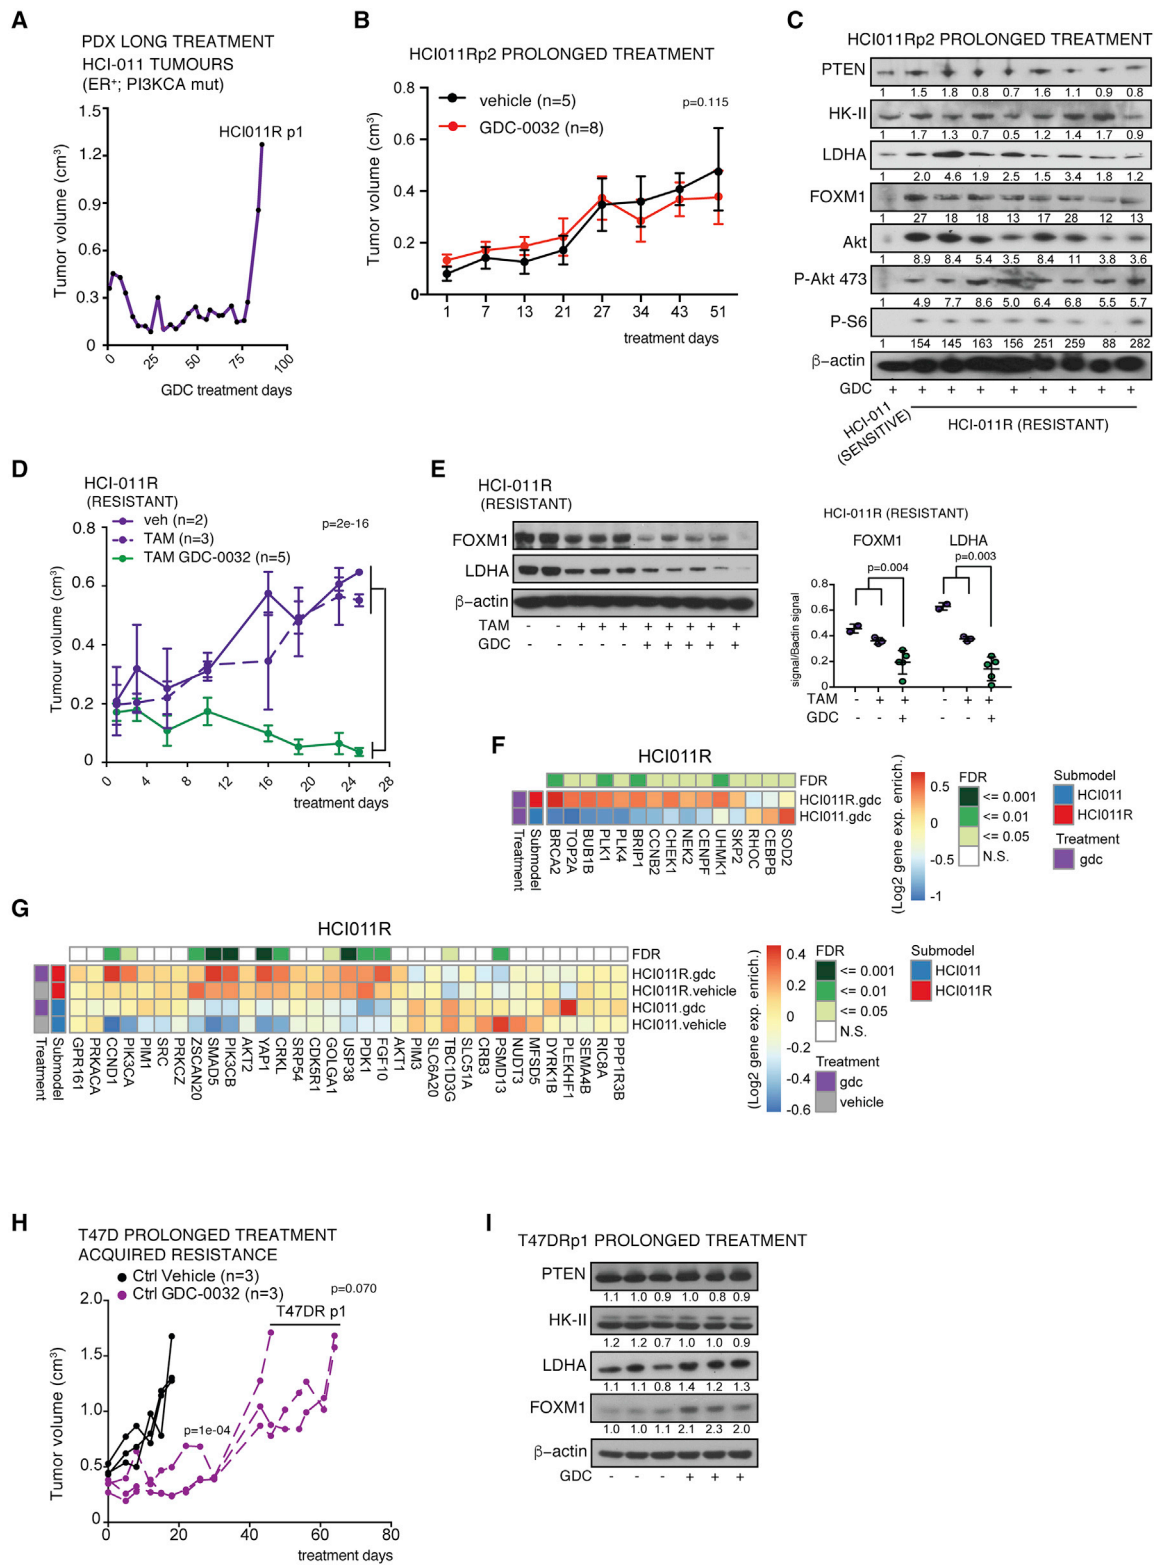 A
PDX LONG TREATMENT
HCI-011 TUMOURS
(ER+; PI3KCA mut)
HCI011R p1
Tumor volume (cm³)
1.5
1.2
0.9
0.6
0.3
0
0 25 50 75 100
GDC treatment days
B
HCI011Rp2 PROLONGED TREATMENT
vehicle (n=5)
GDC-0032 (n=8)
p=0.115
Tumor volume (cm³)
0.8
0.6
0.4
0.2
0
1 7 13 21 27 34 43 51
treatment days
C
HCI011Rp2 PROLONGED TREATMENT
PTEN
1 1.5 1.8 0.8 0.7 1.6 1.1 0.9 0.8
HK-II
1 1.7 1.3 0.7 0.5 1.2 1.4 1.7 0.9
LDHA
1 2.0 4.6 1.9 2.5 1.5 3.4 1.8 1.2
FOXM1
1 27 18 18 13 17 28 12 13
Akt
1 8.9 8.4 5.4 3.5 8.4 11 3.8 3.6
P-Akt 473
1 4.9 7.7 8.6 5.0 6.4 6.8 5.5 5.7
P-S6
1 154 145 163 156 251 259 88 282
β-actin
GDC + + + + + + + + +
HCI-011
(SENSITIVE)
HCI-011R (RESISTANT)
D
HCI-011R
(RESISTANT)
veh (n=2)
TAM (n=3)
TAM GDC-0032 (n=5)
p=2e-16
Tumour volume (cm³)
0.8
0.6
0.4
0.2
0
0 4 8 12 16 20 24 28
treatment days
E
HCI-011R
(RESISTANT)
FOXM1
LDHA
β-actin
TAM - - + + + + + + + +
GDC - - - - - + + + + +
HCI-011R (RESISTANT)
FOXM1 LDHA
p=0.004
p=0.003
signal/Bactin signal
0.8
0.6
0.4
0.2
0
TAM - + + - + +
GDC - - + - - +
F
HCI011R
FDR
HCI011R.gdc
HCI011.gdc
Treatment
Submodel
BRCA2
TOP2A
BUB1B
PLK1
PLK4
BRIP1
CCNB2
CHEK1
NEK2
CENPF
UHMK1
SKP2
RHOC
CEBPB
SOD2
(Log2 gene exp. enrich.)
0.5
0
-0.5
-1
FDR
<= 0.001
<= 0.01
<= 0.05
N.S.
Submodel
HCI011
HCI011R
Treatment
gdc
G
HCI011R
FDR
HCI011R.gdc
HCI011R.vehicle
HCI011.gdc
HCI011.vehicle
Treatment
Submodel
GPR161
PRKACA
CCND1
PIK3CA
PIM1
SRC
PRKCZ
ZSCAN20
SMAD5
PIK3CB
AKT2
YAP1
CRKL
SRP54
CDK5R1
GOLGA1
USP38
PDK1
FGF10
AKT1
PIM3
SLC6A20
TBC1D3G
SLC51A
CRB3
PSMD13
NUDT3
MFSD5
DYRK1B
PLEKHF1
SEMA4B
RIC8A
PPP1R3B
(Log2 gene exp. enrich.)
0.4
0.2
0
-0.2
-0.4
-0.6
FDR
<= 0.001
<= 0.01
<= 0.05
N.S.
Treatment
gdc
vehicle
Submodel
HCI011
HCI011R
H
T47D PROLONGED TREATMENT
ACQUIRED RESISTANCE
Ctrl Vehicle (n=3)
Ctrl GDC-0032 (n=3)
p=0.070
T47DR p1
p=1e-04
Tumor volume (cm³)
2.0
1.5
1.0
0.5
0
0 20 40 60 80
treatment days
I
T47DRp1 PROLONGED TREATMENT
PTEN
1.1 1.0 0.9 1.0 0.8 0.9
HK-II
1.2 1.2 0.7 1.0 1.0 0.9
LDHA
1.1 1.1 0.8 1.4 1.2 1.3
FOXM1
1.0 1.0 1.1 2.1 2.3 2.0
β-actin
GDC - - - + + +